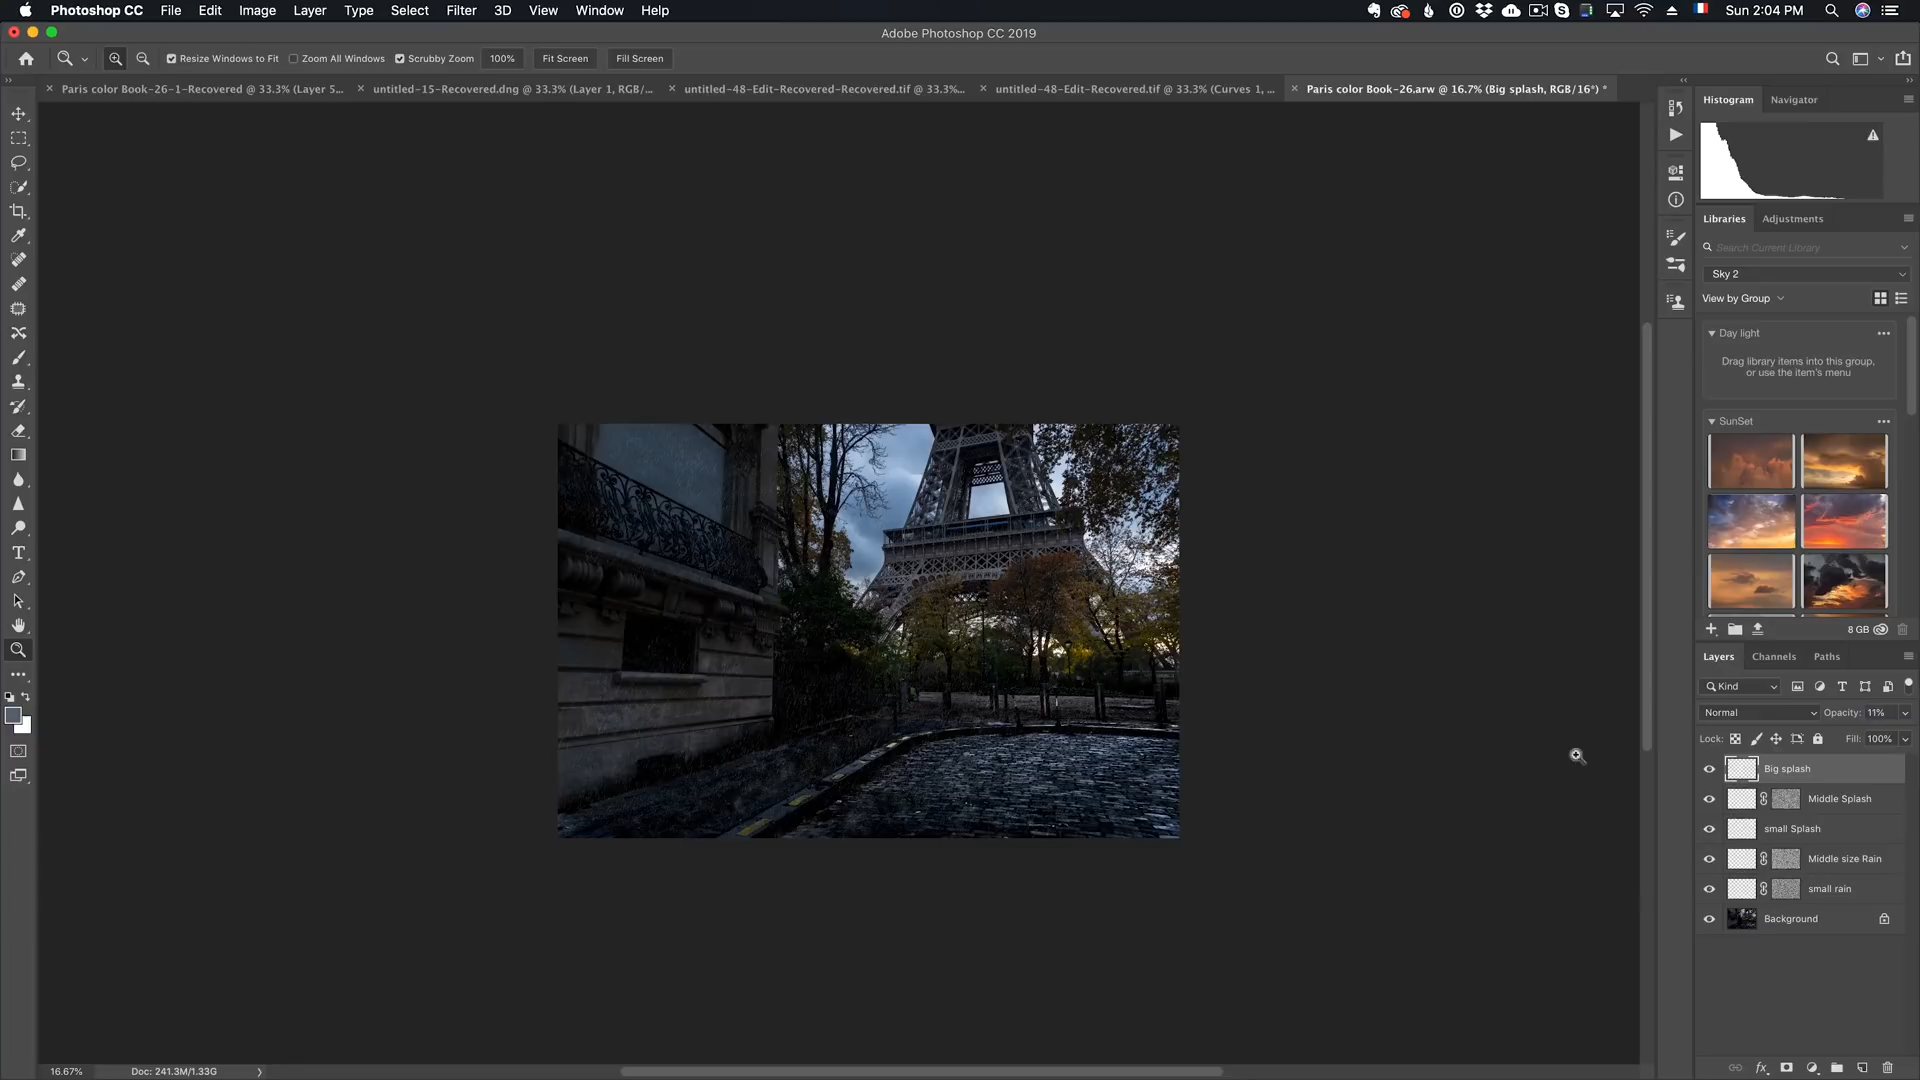 Photoshop CC File Edit Image Layer Type Select Filter 3D View Window Help Sun 2:04 PM
Adobe Photoshop CC 2019
Resize Windows to Fit Zoom All Windows Scrubby Zoom 100% Fit Screen Fill Screen
Paris color Book-26-1-Recovered @ 33.3% (Layer 5... untitled-15-Recovered.dng @ 33.3% (Layer 1, RGB/... untitled-48-Edit-Recovered-Recovered.tif @ 33.3%... untitled-48-Edit-Recovered.tif @ 33.3% (Curves 1, ... Paris color Book-26.arw @ 16.7% (Big splash, RGB/16*) *
Histogram Navigator
Libraries Adjustments
Search Current Library
Sky 2
View by Group
Day light
Drag library items into this group,
or use the item's menu
SunSet
8 GB
Layers Channels Paths
Kind
Normal Opacity: 11%
Lock: Fill: 100%
Big splash
Middle Splash
small Splash
Middle size Rain
small rain
Background
16.67% Doc: 241.3M/1.33G